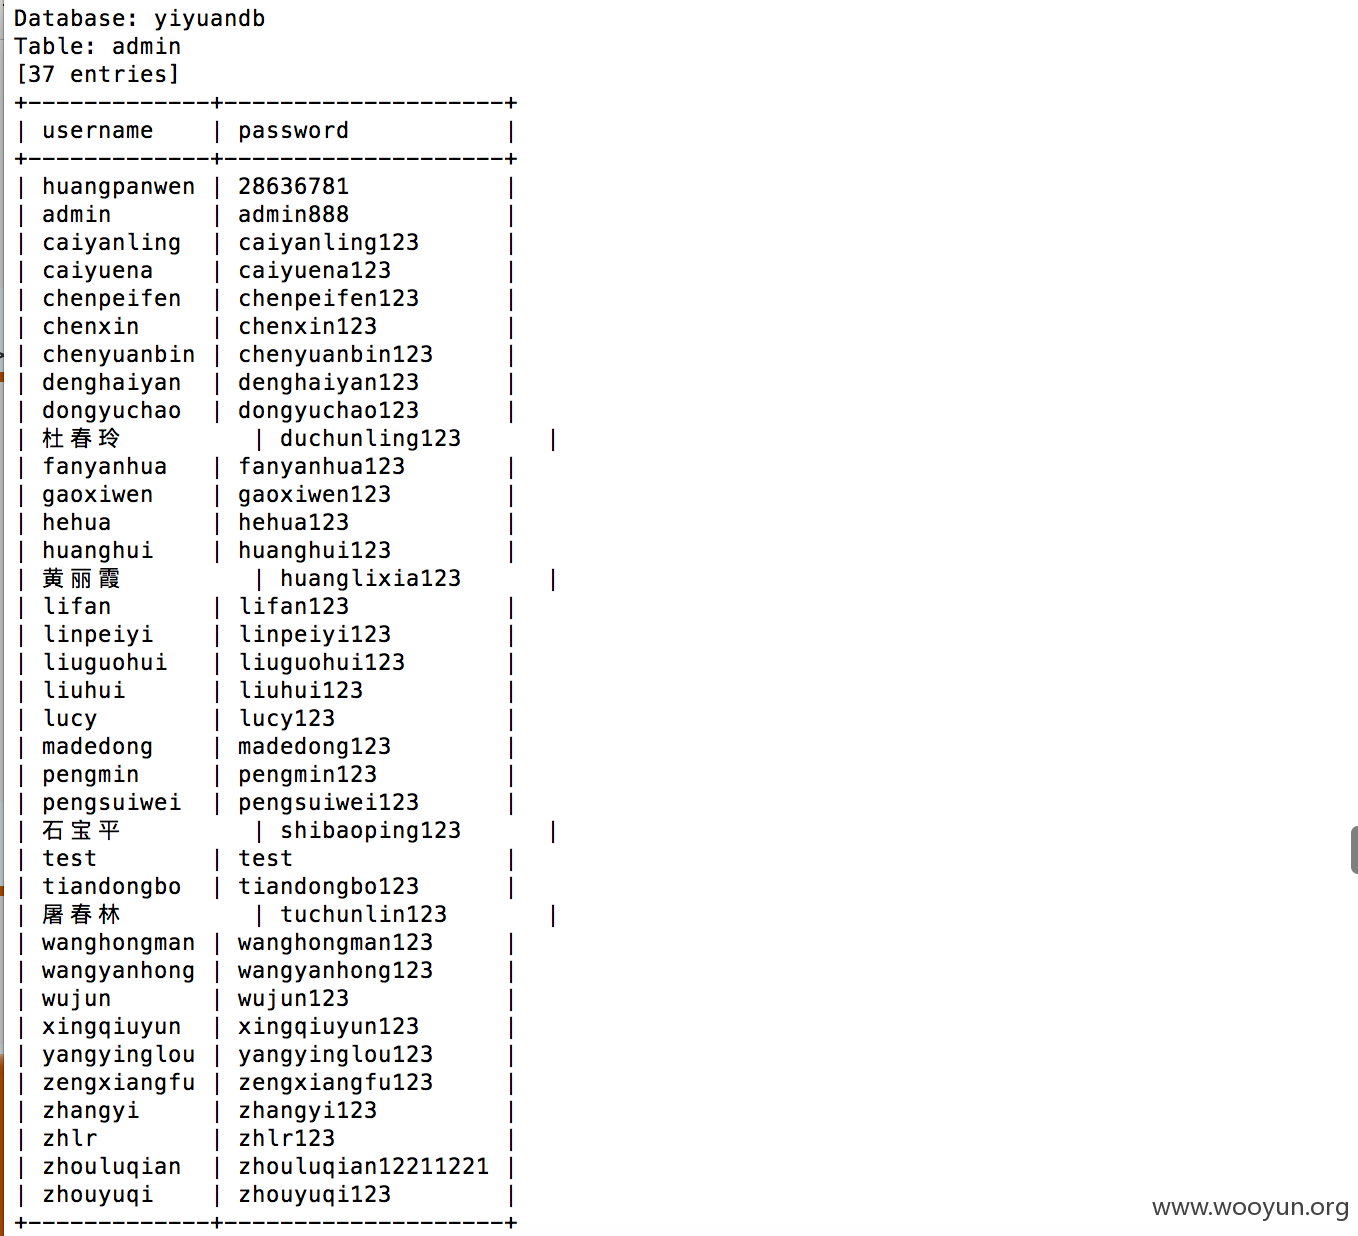 Database: yiyuandb
Table: admin
[37 entries]
+-------------+--------------------+
| username    | password           |
+-------------+--------------------+
| huangpanwen | 28636781           |
| admin       | admin888           |
| caiyanling  | caiyanling123      |
| caiyuena    | caiyuena123        |
| chenpeifen  | chenpeifen123      |
| chenxin     | chenxin123         |
| chenyuanbin | chenyuanbin123     |
| denghaiyan  | denghaiyan123      |
| dongyuchao  | dongyuchao123      |
| 杜春玲          | duchunling123      |
| fanyanhua   | fanyanhua123       |
| gaoxiwen    | gaoxiwen123        |
| hehua       | hehua123           |
| huanghui    | huanghui123        |
| 黄丽霞          | huanglixia123      |
| lifan       | lifan123           |
| linpeiyi    | linpeiyi123        |
| liuguohui   | liuguohui123       |
| liuhui      | liuhui123          |
| lucy        | lucy123            |
| madedong    | madedong123        |
| pengmin     | pengmin123         |
| pengsuiwei  | pengsuiwei123      |
| 石宝平          | shibaoping123      |
| test        | test               |
| tiandongbo  | tiandongbo123      |
| 屠春林          | tuchunlin123       |
| wanghongman | wanghongman123     |
| wangyanhong | wangyanhong123     |
| wujun       | wujun123           |
| xingqiuyun  | xingqiuyun123      |
| yangyinglou | yangyinglou123     |
| zengxiangfu | zengxiangfu123     |
| zhangyi     | zhangyi123         |
| zhlr        | zhlr123            |
| zhouluqian  | zhouluqian12211221 |
| zhouyuqi    | zhouyuqi123        |
+-------------+--------------------+
www.wooyun.org